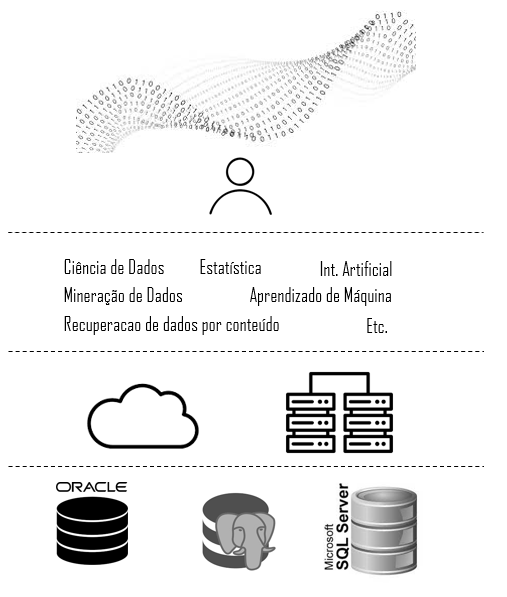 Ciência de Dados
Estatística
Int. Artificial
Mineração de Dados
Aprendizado de Máquina
Recuperacao de dados por conteúdo
Etc.
ORACLE
Microsoft
SQL Server